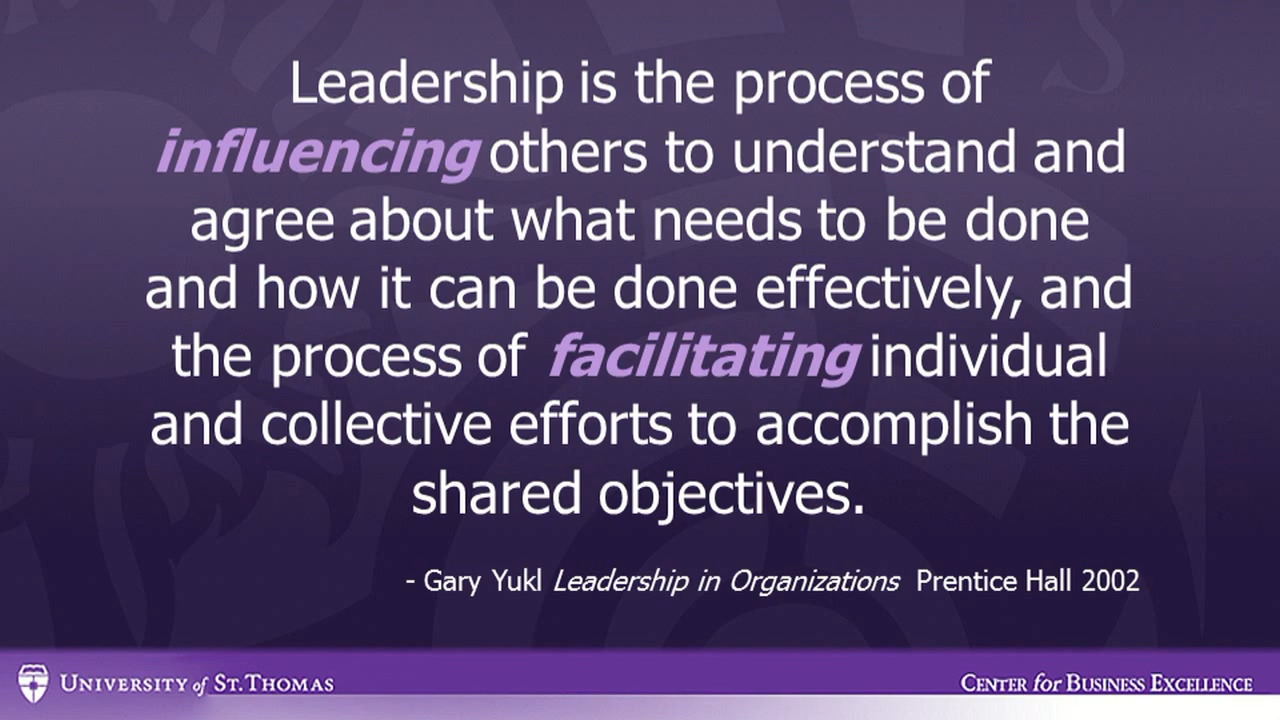 Leadership is the process of
influencing others to understand and
agree about what needs to be done
and how it can be done effectively, and
the process of facilitating individual
and collective efforts to accomplish the
shared objectives.
- Gary Yukl Leadership in Organizations Prentice Hall 2002
UNIVERSITY of ST. THOMAS
CENTER for BUSINESS EXCELLENCE